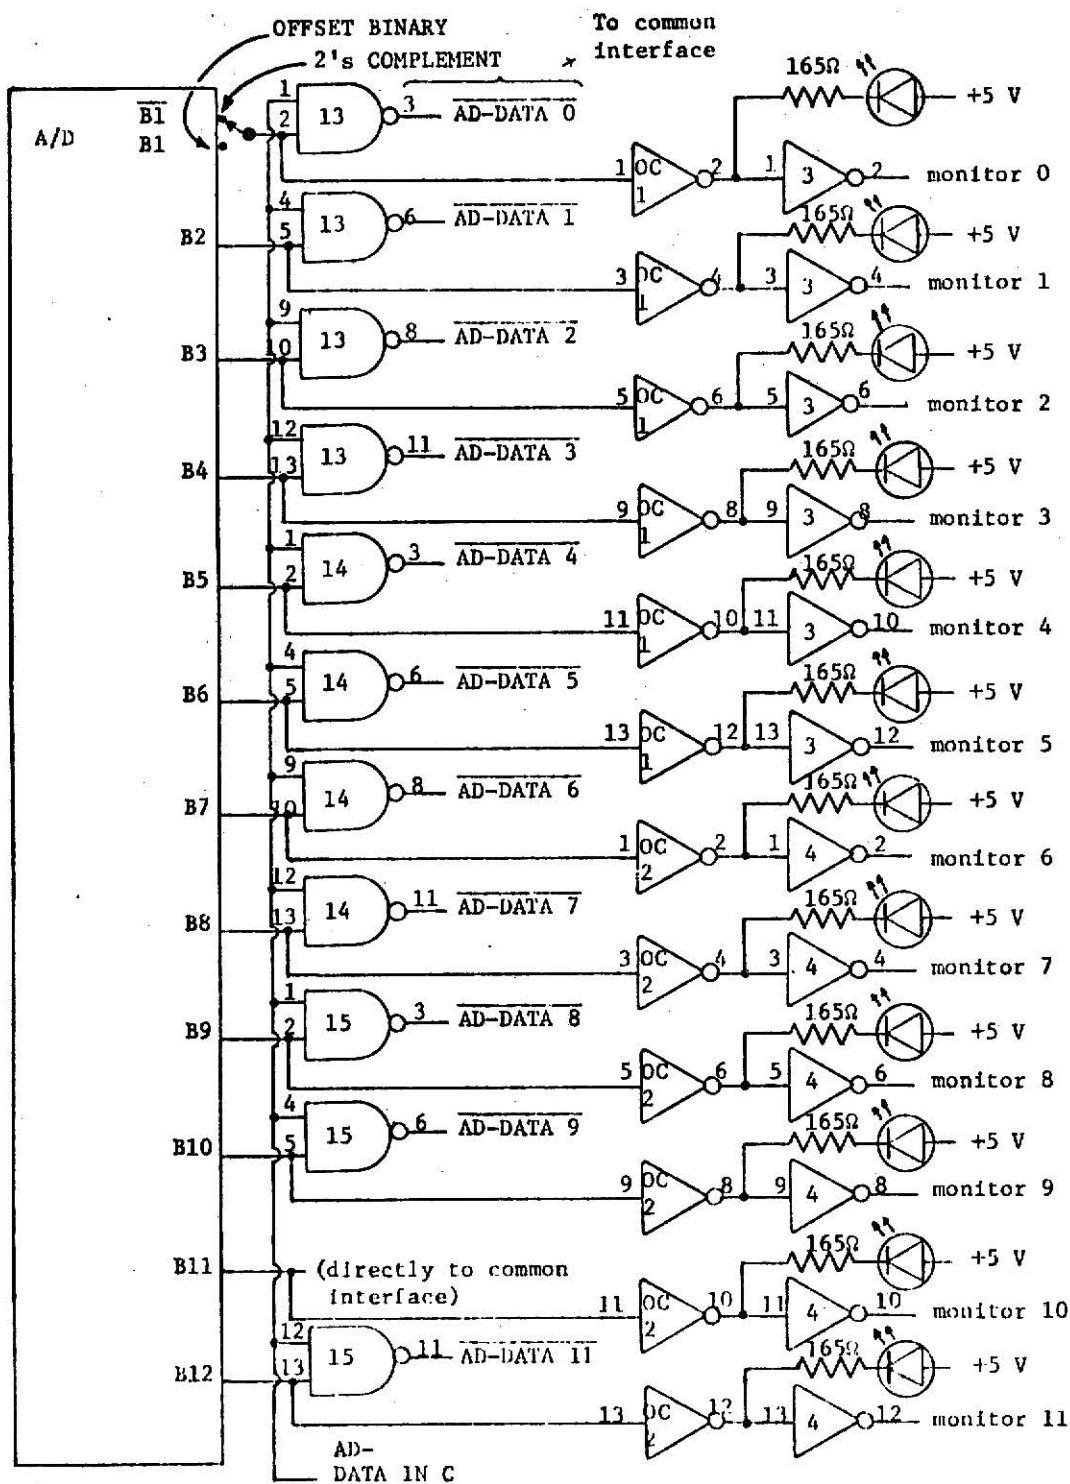 OFFSET BINARY
2's COMPLEMENT
To common
interface
A/D
B1
B1
1
2
13
3
AD-DATA 0
1
OC
1
2
165Ω
+5 V
1
3
2
monitor 0
B2
4
5
13
6
AD-DATA 1
3
OC
1
4
165Ω
+5 V
3
3
4
monitor 1
B3
9
10
13
8
AD-DATA 2
5
OC
1
6
165Ω
+5 V
5
3
6
monitor 2
B4
12
13
13
11
AD-DATA 3
9
OC
1
8
165Ω
+5 V
9
3
8
monitor 3
B5
1
2
14
3
AD-DATA 4
11
OC
1
10
165Ω
+5 V
11
3
10
monitor 4
B6
4
5
14
6
AD-DATA 5
13
OC
1
12
165Ω
+5 V
13
3
12
monitor 5
B7
9
10
14
8
AD-DATA 6
1
OC
2
2
165Ω
+5 V
1
4
2
monitor 6
B8
12
13
14
11
AD-DATA 7
3
OC
2
4
165Ω
+5 V
3
4
4
monitor 7
B9
1
2
15
3
AD-DATA 8
5
OC
2
6
165Ω
+5 V
5
4
6
monitor 8
B10
4
5
15
6
AD-DATA 9
9
OC
2
8
165Ω
+5 V
9
4
8
monitor 9
B11
(directly to common
interface)
11
OC
2
10
165Ω
+5 V
11
4
10
monitor 10
B12
12
13
15
11
AD-DATA 11
13
OC
2
12
165Ω
+5 V
13
4
12
monitor 11
AD-
DATA IN C